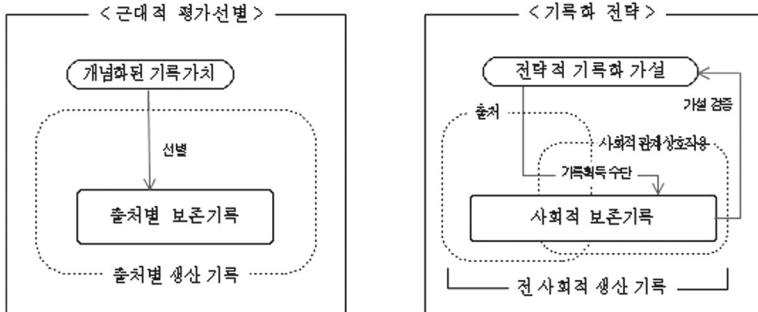 <근대적 평가선별>
개념화된 기록가치
선별
출처별 보존기록
출처별 생산 기록
<기록화 전략>
전략적 기록화 가설
가설 검증
출처
사회적 관계 상호작용
기록획득 수단
사회적 보존기록
전 사회적 생산 기록